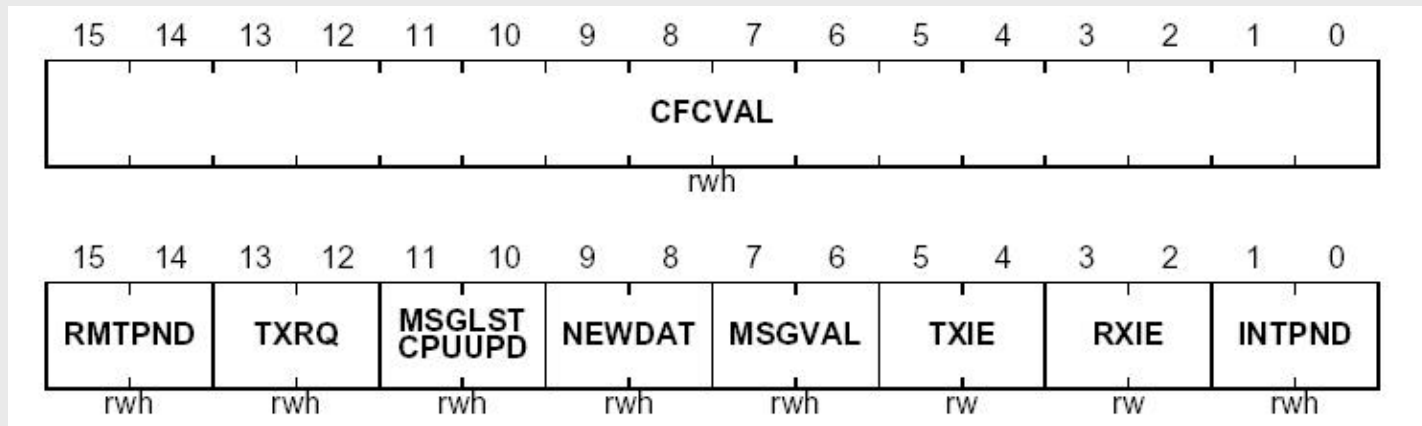 15 14 13 12 11 10 9 8 7 6 5 4 3 2 1 0
CFCVAL
rwh
15 14 13 12 11 10 9 8 7 6 5 4 3 2 1 0
RMTPND TXRQ MSGLST CPUUPD NEWDAT MSGVAL TXIE RXIE INTPND
rwh rwh rwh rwh rwh rw rw rwh